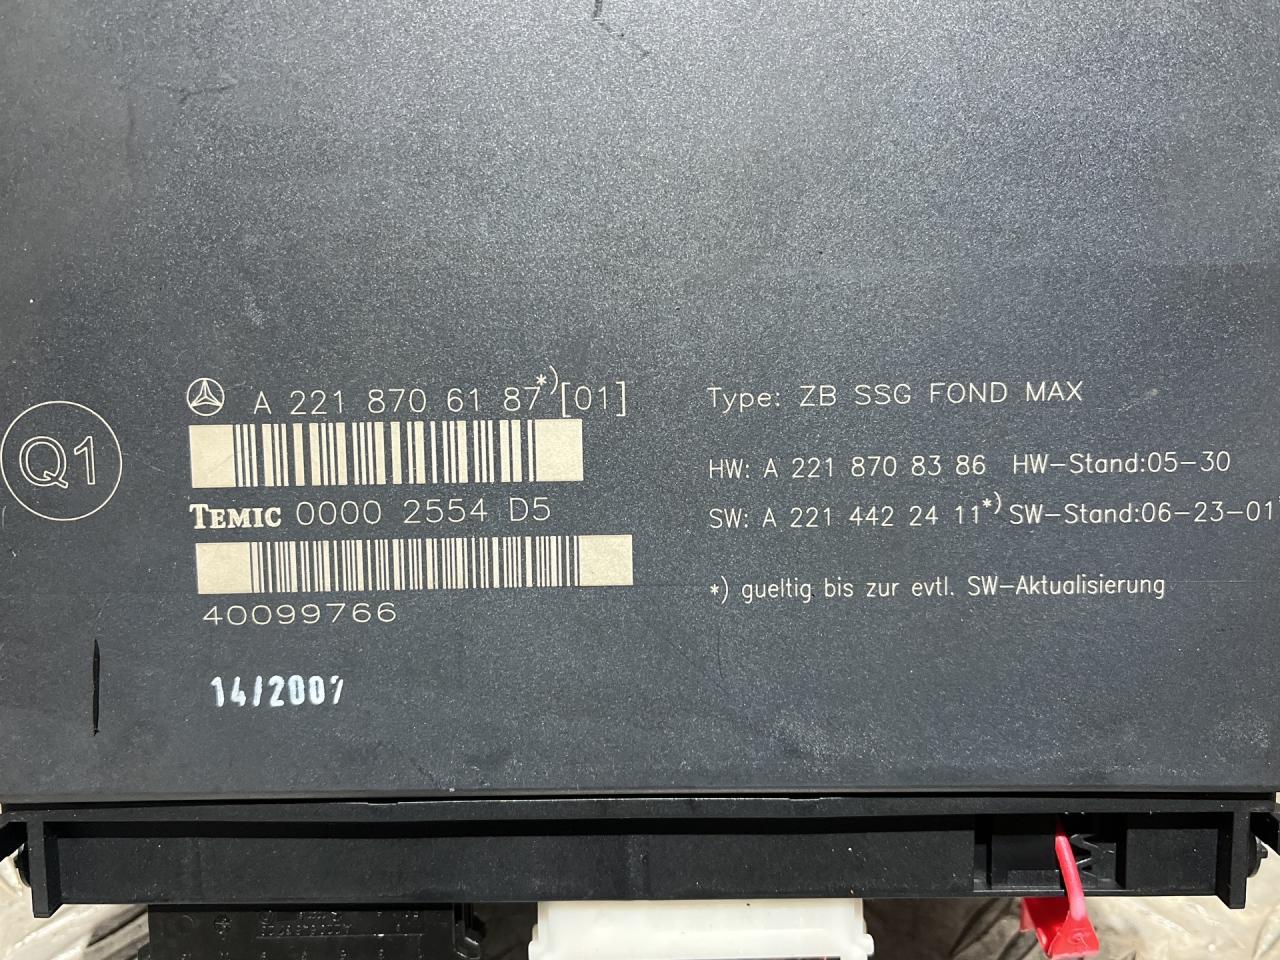 A 221 870 61 87*)[01]
Q1
TEMIC 0000 2554 D5
40099766
14/2007
Type: ZB SSG FOND MAX
HW: A 221 870 83 86 HW-Stand:05-30
SW: A 221 442 24 11*) SW-Stand:06-23-01
*) gueltig bis zur evtl. SW-Aktualisierung